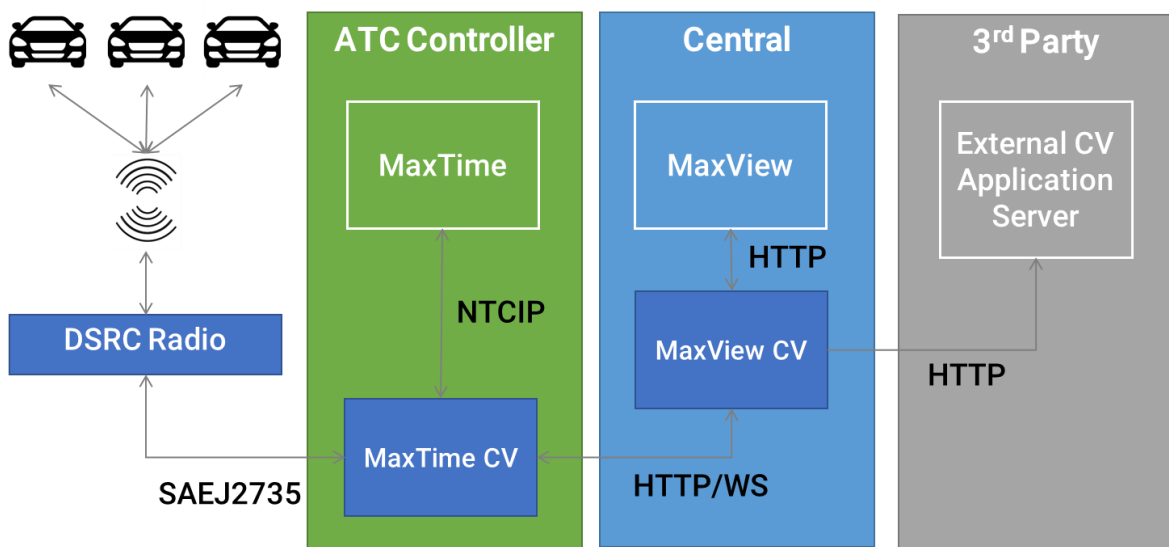 ATC Controller
Central
3rd Party
MaxTime
MaxView
External CV
Application
Server
HTTP
NTCIP
DSRC Radio
MaxView CV
HTTP
MaxTime CV
SAEJ2735
HTTP/WS